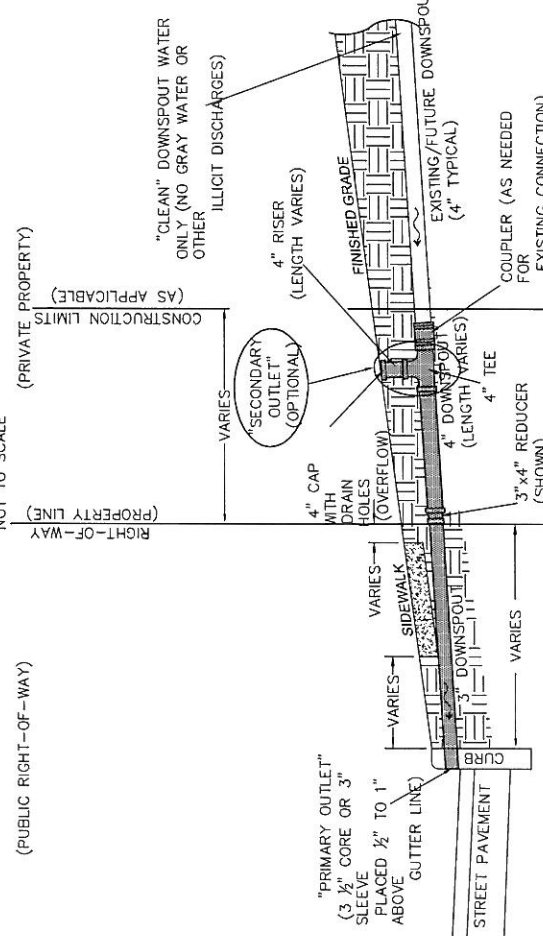 NOT TO SCALE
(PUBLIC RIGHT-OF-WAY)
(PRIVATE PROPERTY)
RIGHT-OF-WAY
(PROPERTY LINE)
CONSTRUCTION LIMITS
(AS APPLICABLE)
VARIES
"CLEAN" DOWNSPOUT WATER
ONLY (NO GRAY WATER OR
OTHER
ILLICIT DISCHARGES)
"SECONDARY
OUTLET"
(OPTIONAL)
4" RISER
(LENGTH VARIES)
FINISHED GRADE
4" CAP
WITH
DRAIN
HOLES
(OVERFLOW)
EXISTING/FUTURE DOWNSPOUT
(4" TYPICAL)
COUPLER (AS NEEDED
FOR
EXISTING CONNECTION)
4" DOWNSPOUT
(LENGTH VARIES)
4" TEE
3"x4" REDUCER
(SHOWN)
VARIES
SIDEWALK
VARIES
3" DOWNSPOUT
VARIES
"PRIMARY OUTLET"
(3 ½" CORE OR 3"
SLEEVE
PLACED ½" TO 1"
ABOVE
GUTTER LINE)
CURB
STREET PAVEMENT